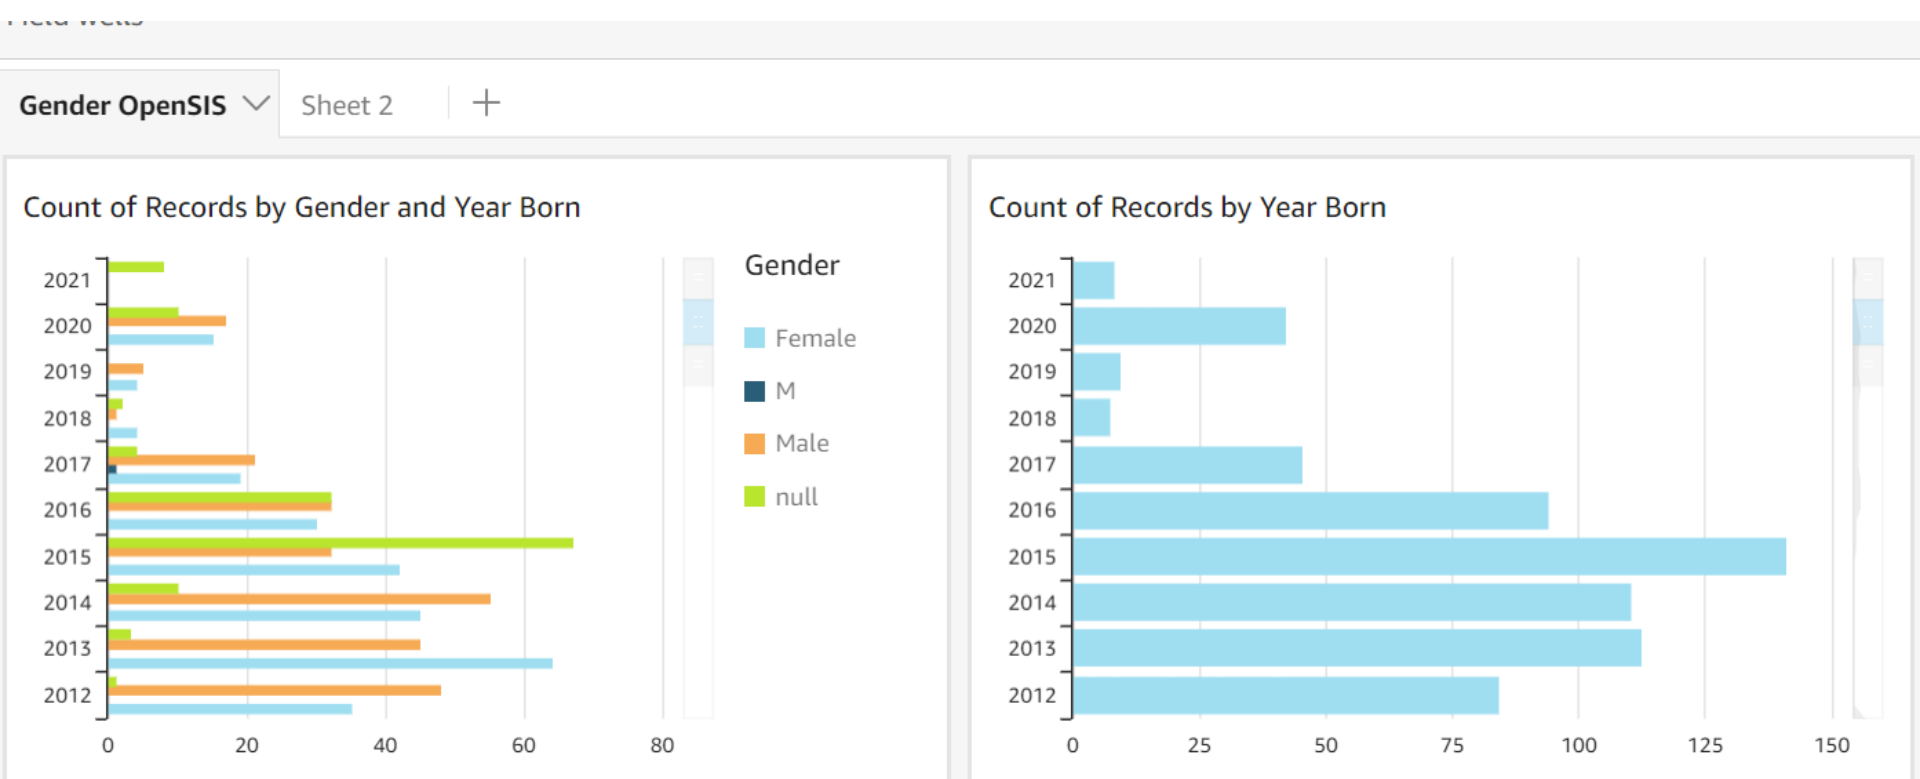 Field wells
Gender OpenSIS
Sheet 2
Count of Records by Gender and Year Born
2021
2020
2019
2018
2017
2016
2015
2014
2013
2012
0 20 40 60 80
Gender
Female
M
Male
null
Count of Records by Year Born
2021
2020
2019
2018
2017
2016
2015
2014
2013
2012
0 25 50 75 100 125 150